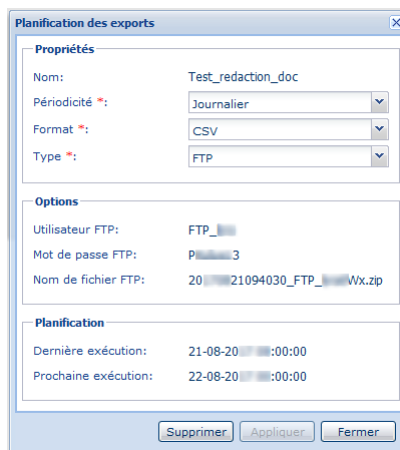 Planification des exports
Propriétés
Nom: Test_redaction_doc
Périodicité *: Journalier
Format *: CSV
Type *: FTP
Options
Utilisateur FTP:
Mot de passe FTP:
Nom de fichier FTP:
Planification
Dernière exécution:
Prochaine exécution:
Supprimer Appliquer Fermer